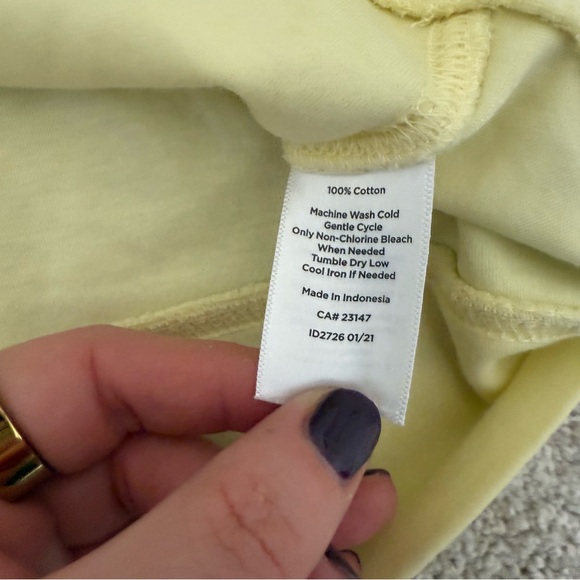 100% Cotton
Machine Wash Cold
Gentle Cycle
Only Non-Chlorine Bleach
When Needed
Tumble Dry Low
Cool Iron If Needed
Made In Indonesia
CA# 23147
ID2726 01/21